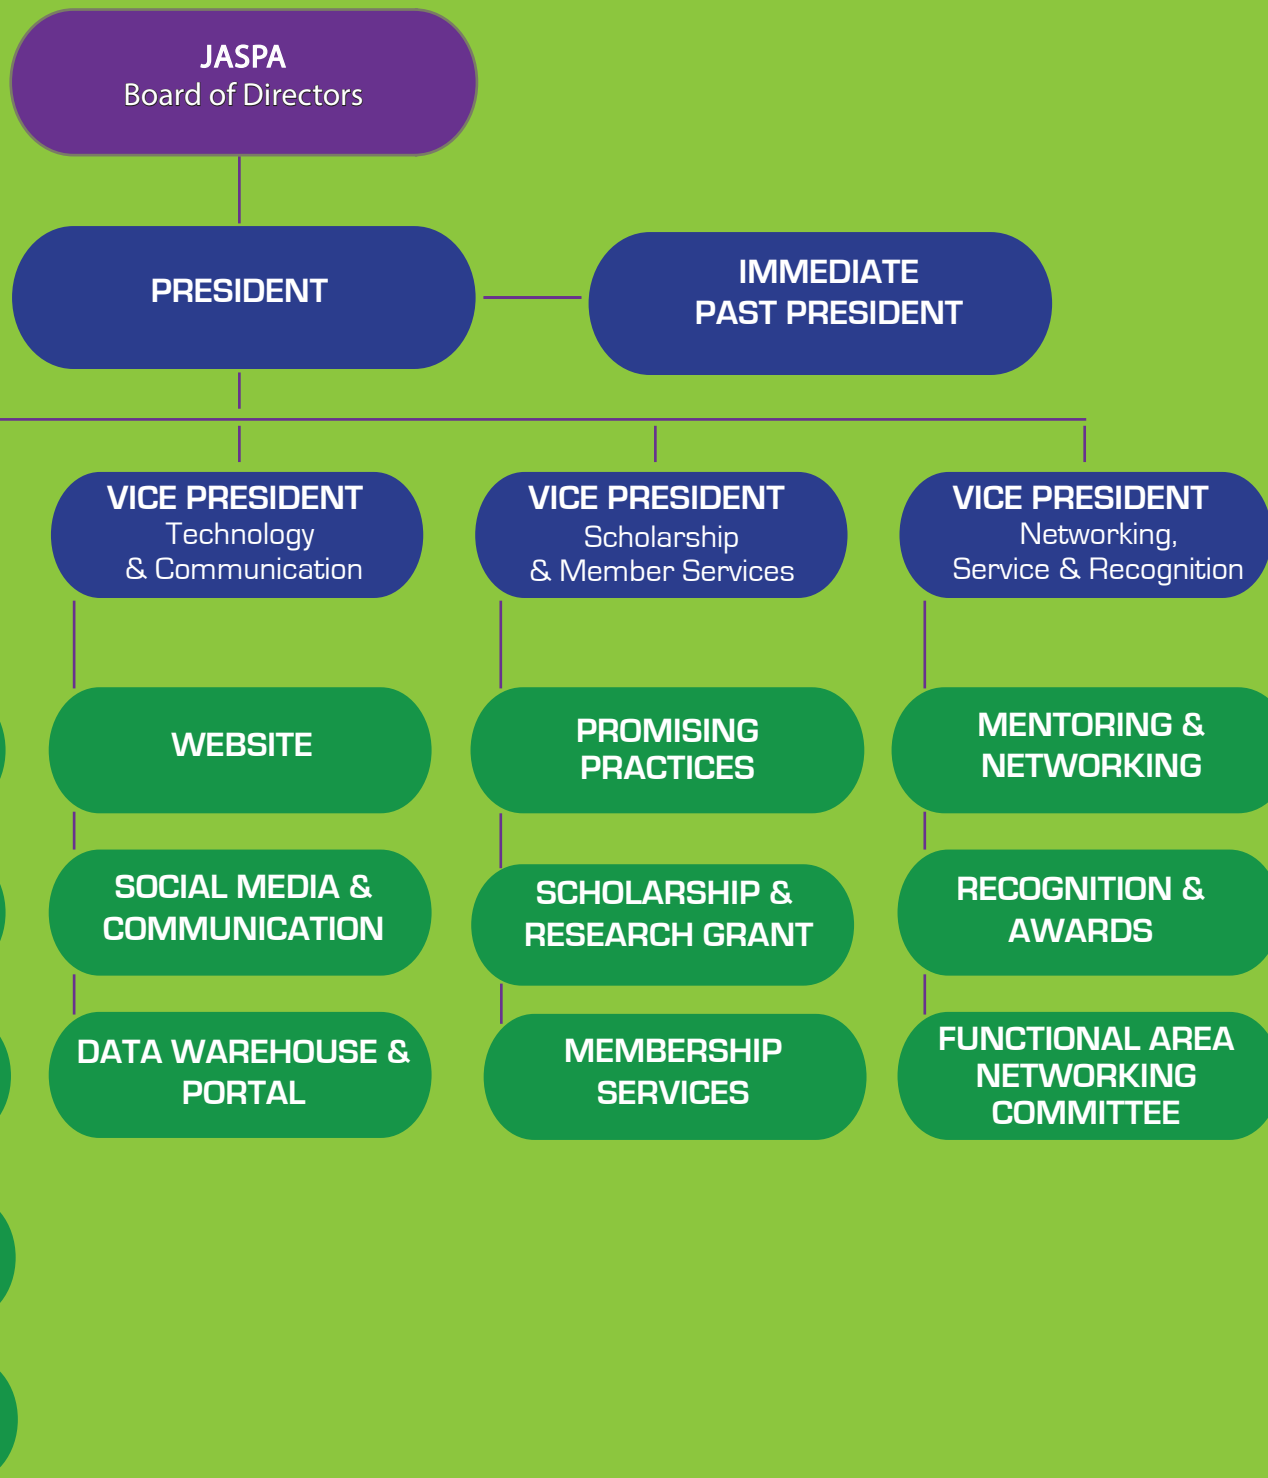 JASPA
Board of Directors
PRESIDENT
IMMEDIATE
PAST PRESIDENT
VICE PRESIDENT
Technology
& Communication
VICE PRESIDENT
Scholarship
& Member Services
VICE PRESIDENT
Networking,
Service & Recognition
WEBSITE
PROMISING
PRACTICES
MENTORING &
NETWORKING
SOCIAL MEDIA &
COMMUNICATION
SCHOLARSHIP &
RESEARCH GRANT
RECOGNITION &
AWARDS
DATA WAREHOUSE &
PORTAL
MEMBERSHIP
SERVICES
FUNCTIONAL AREA
NETWORKING
COMMITTEE